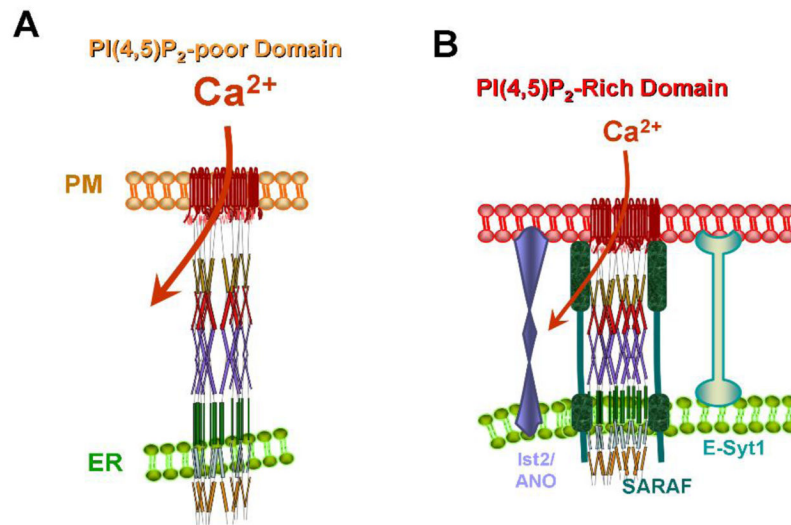 A
PI(4,5)P₂-poor Domain
Ca²⁺
PM
ER
B
PI(4,5)P₂-Rich Domain
Ca²⁺
Ist2/
ANO
SARAF
E-Syt1